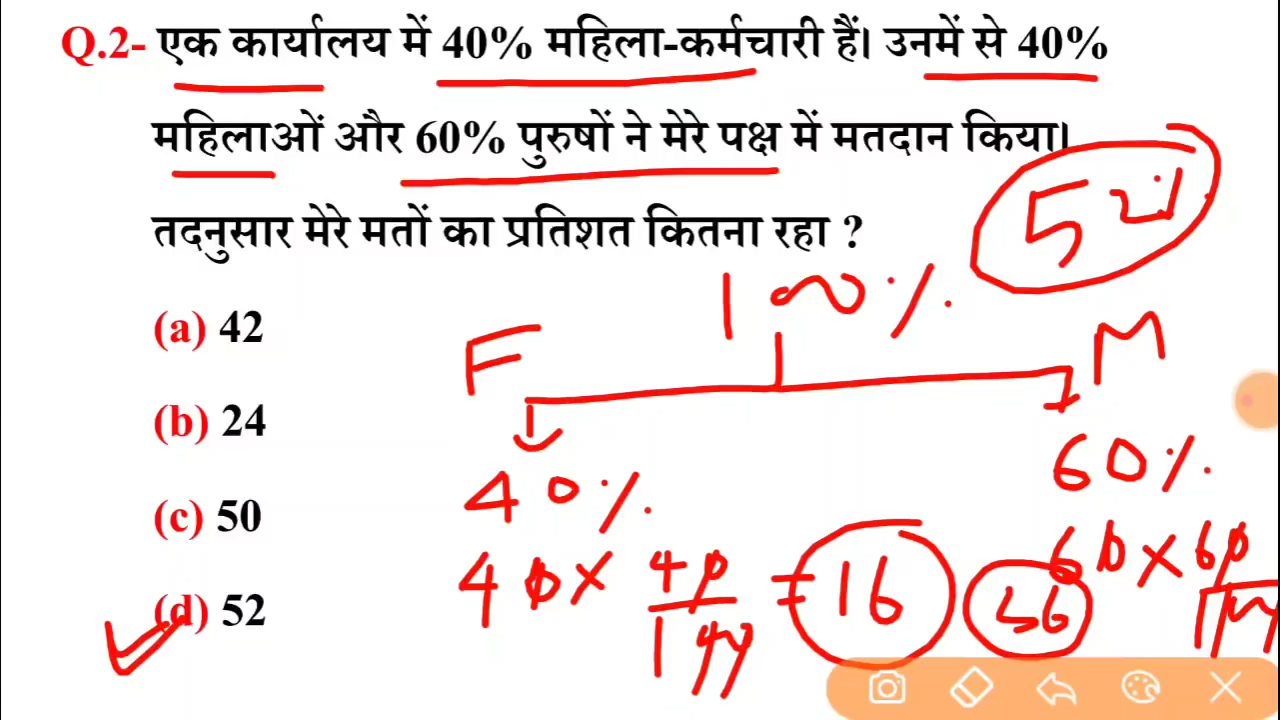 Q.2- एक कार्यालय में 40% महिला-कर्मचारी हैं। उनमें से 40%
महिलाओं और 60% पुरुषों ने मेरे पक्ष में मतदान किया।
तदनुसार मेरे मतों का प्रतिशत कितना रहा ?
52%
100%
(a) 42
F M
(b) 24
40% 60%
(c) 50
40 × 40/100 = 16
36 60 × 60/100
(d) 52